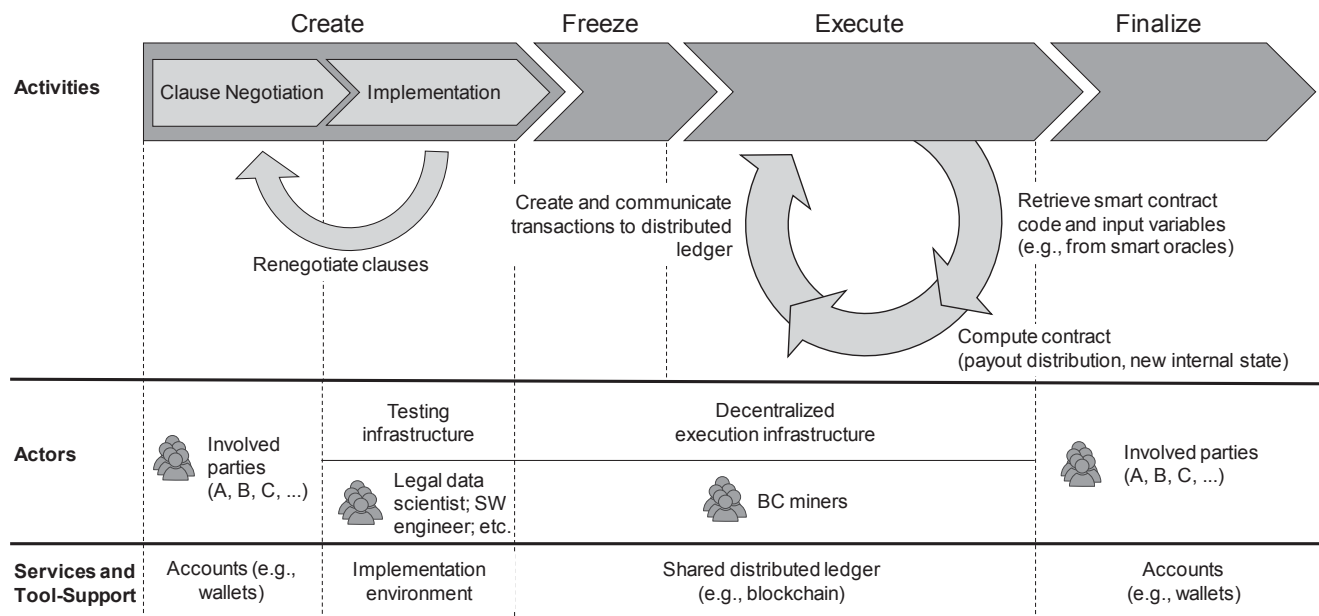 Create
Freeze
Execute
Finalize
Activities
Clause Negotiation
Implementation
Renegotiate clauses
Create and communicate
transactions to distributed
ledger
Retrieve smart contract
code and input variables
(e.g., from smart oracles)
Compute contract
(payout distribution, new internal state)
Actors
Involved
parties
(A, B, C, ...)
Testing
infrastructure
Legal data
scientist; SW
engineer; etc.
Decentralized
execution infrastructure
BC miners
Involved parties
(A, B, C, ...)
Services and
Tool-Support
Accounts (e.g.,
wallets)
Implementation
environment
Shared distributed ledger
(e.g., blockchain)
Accounts
(e.g., wallets)